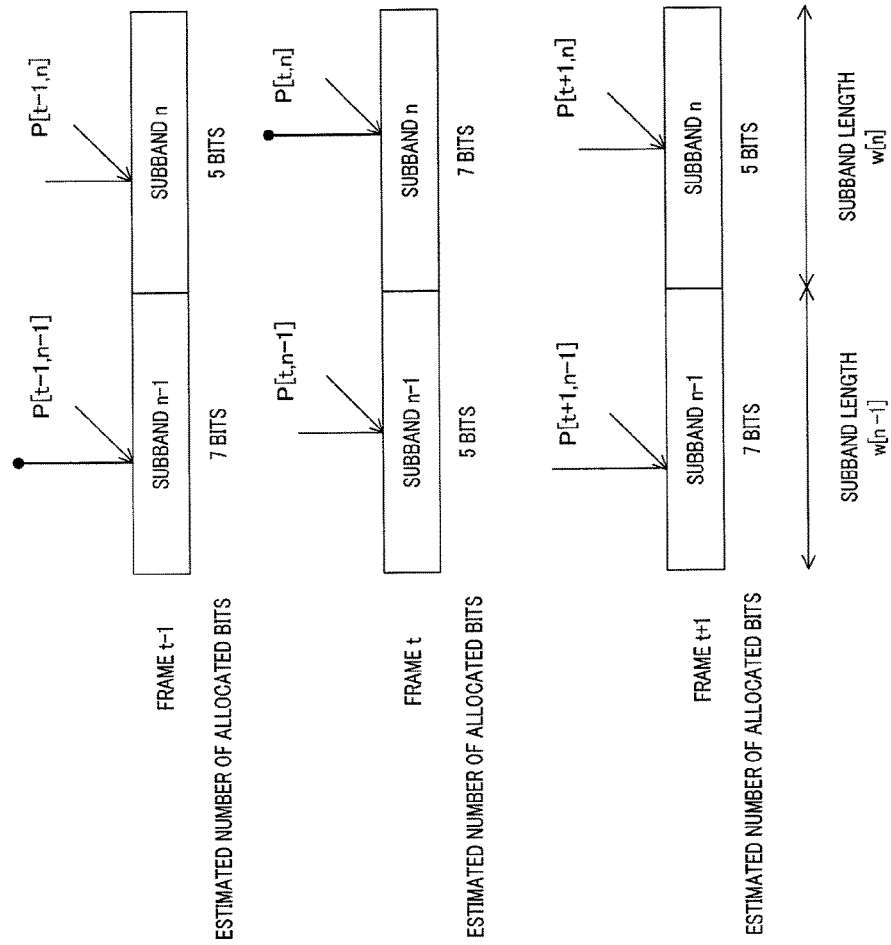 P[t-1,n-1]
P[t-1,n]
FRAME t-1
SUBBAND n-1
SUBBAND n
ESTIMATED NUMBER OF ALLOCATED BITS
7 BITS
5 BITS
P[t,n-1]
P[t,n]
FRAME t
SUBBAND n-1
SUBBAND n
ESTIMATED NUMBER OF ALLOCATED BITS
5 BITS
7 BITS
P[t+1,n-1]
P[t+1,n]
FRAME t+1
SUBBAND n-1
SUBBAND n
ESTIMATED NUMBER OF ALLOCATED BITS
7 BITS
5 BITS
SUBBAND LENGTH
w[n-1]
SUBBAND LENGTH
w[n]